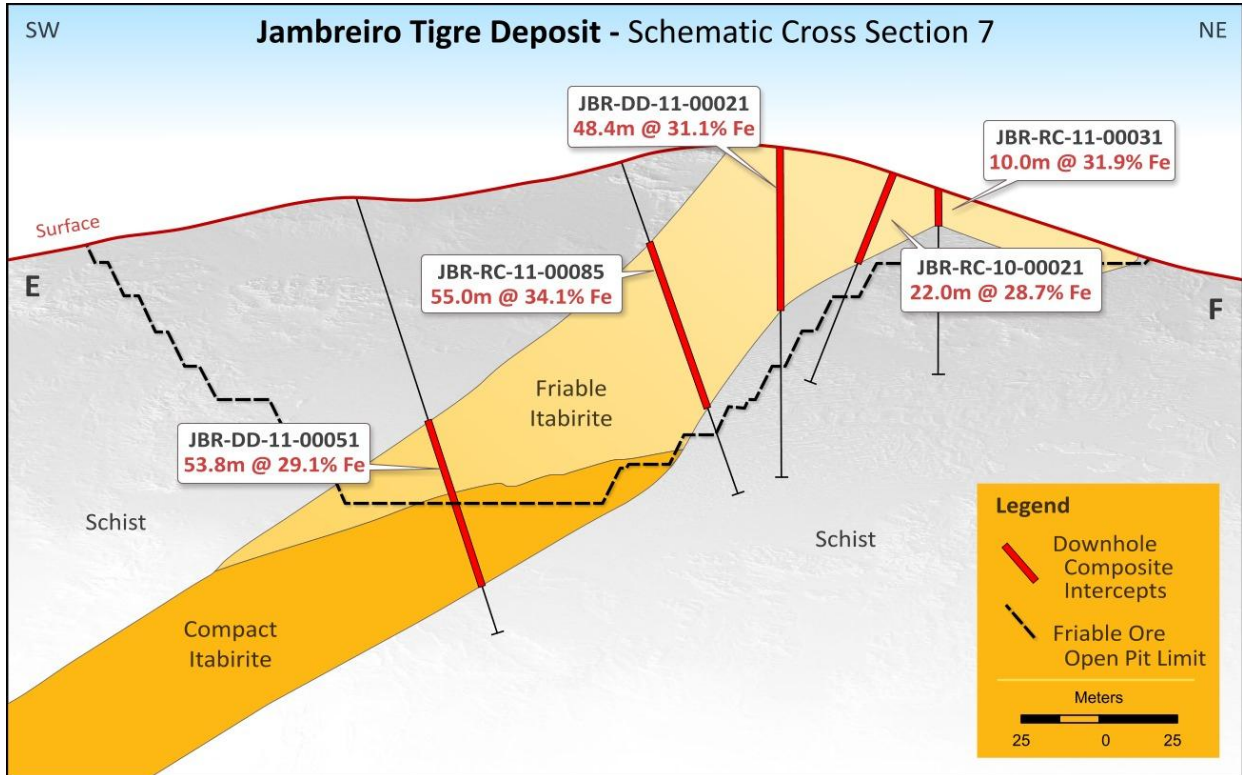 SW
Jambreiro Tigre Deposit - Schematic Cross Section 7
NE
JBR-DD-11-00021
48.4m @ 31.1% Fe
JBR-RC-11-00031
10.0m @ 31.9% Fe
Surface
E
JBR-RC-11-00085
55.0m @ 34.1% Fe
JBR-RC-10-00021
22.0m @ 28.7% Fe
F
Friable
Itabirite
JBR-DD-11-00051
53.8m @ 29.1% Fe
Schist
Schist
Compact
Itabirite
Legend
Downhole
Composite
Intercepts
Friable Ore
Open Pit Limit
Meters
25 0 25